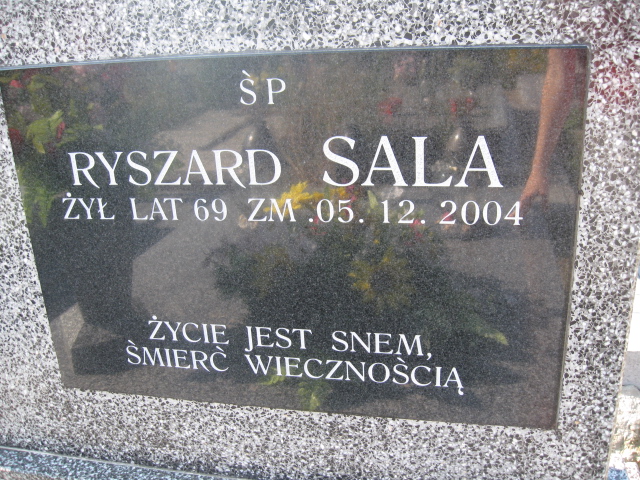 ŚP
RYSZARD SALA
ŻYŁ LAT 69 ZM.05.12.2004
ŻYCIE JEST SNEM,
ŚMIERĆ WIECZNOŚCIĄ